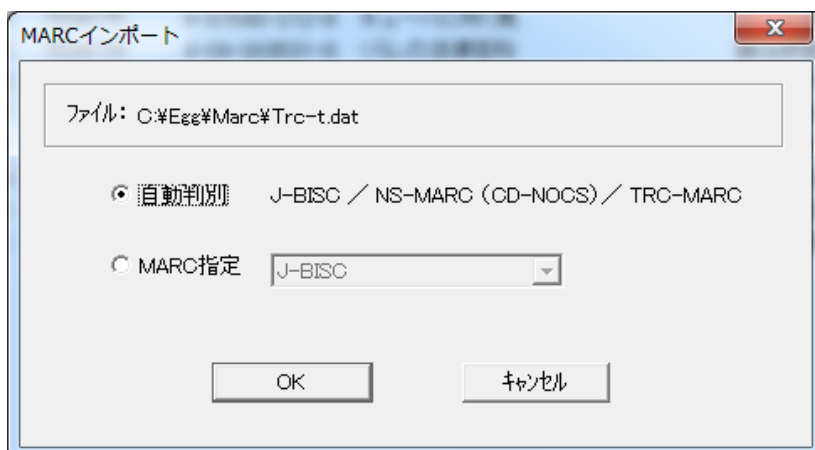 MARCインポート
ファイル: C:¥Egg¥Marc¥Trc-t.dat
自動判別 J-BISC / NS-MARC (CD-NOCS) / TRC-MARC
MARC指定 J-BISC
OK キャンセル